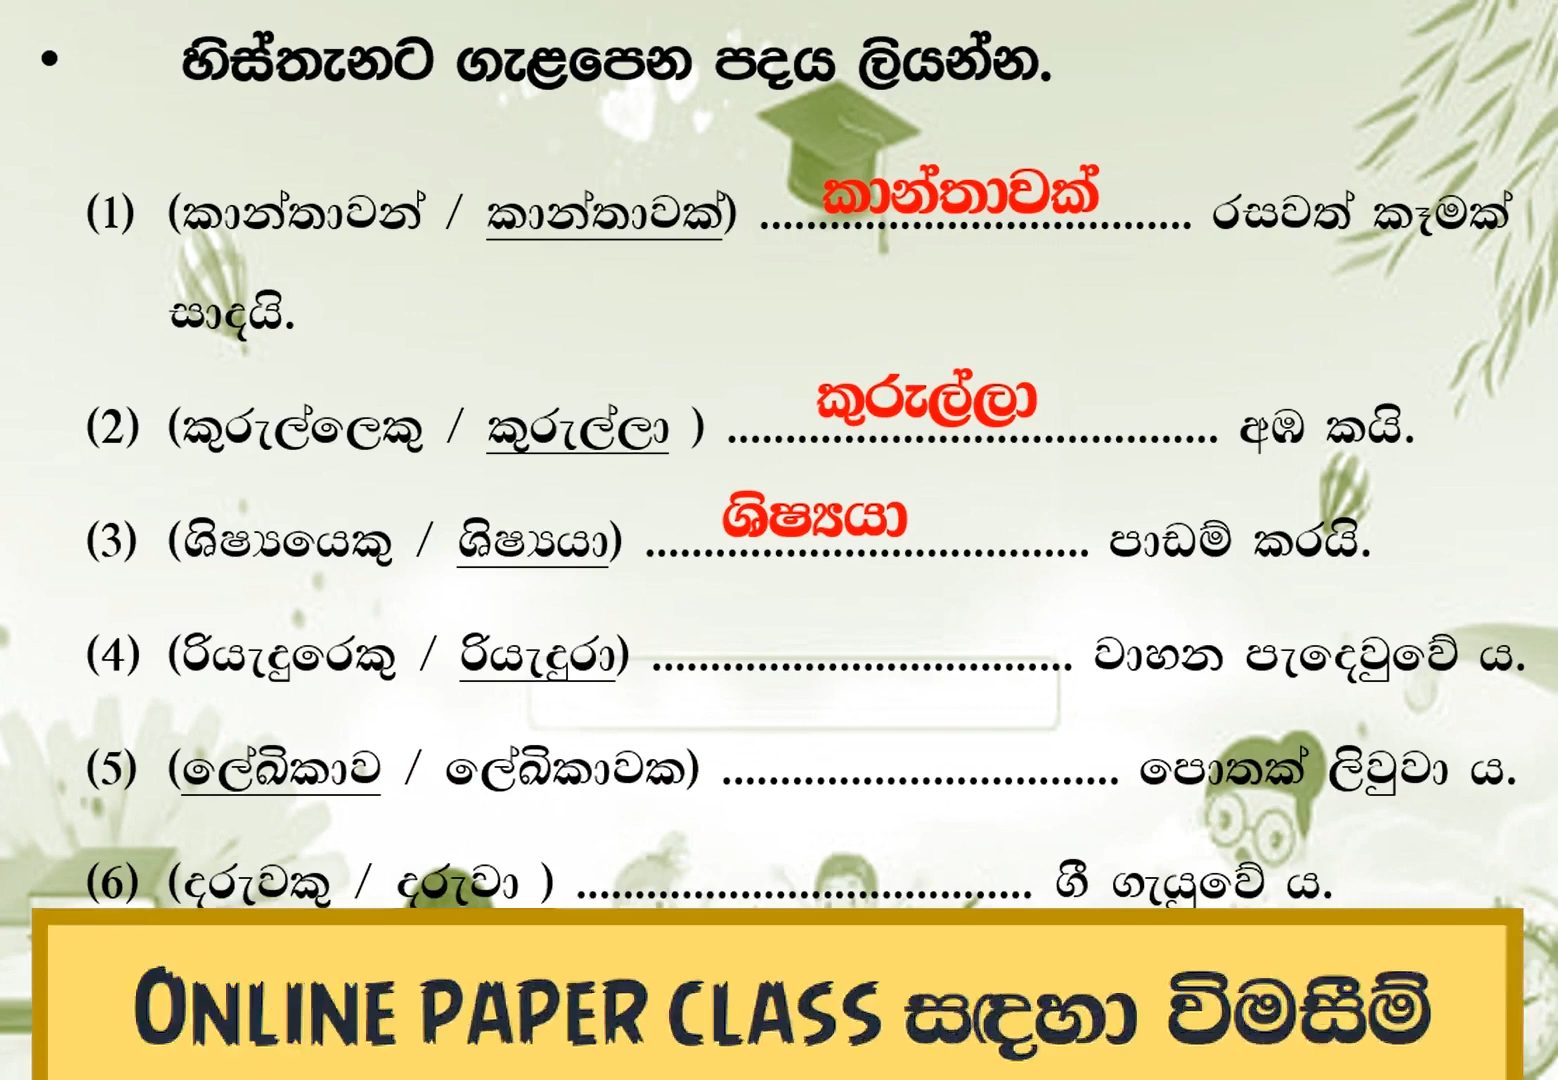 • හිස්තැනට ගැළපෙන පදය ලියන්න.
(1) (කාන්තාවන් / කාන්තාවක්) කාන්තාවක් ..................................... රසවත් කෑමක්
සාදයි.
(2) (කුරුල්ලෙකු / කුරුල්ලා ) කුරුල්ලා .......................................... අඹ කයි.
(3) (ශිෂ්‍යයෙකු / ශිෂ්‍යයා) ශිෂ්‍යයා ...................................... පාඩම් කරයි.
(4) (රියැදුරෙකු / රියැදුරා) .................................... වාහන පැදෙවුවේ ය.
(5) (ලේඛිකාව / ලේඛිකාවක) .................................. පොතක් ලිවුවා ය.
(6) (දරුවකු / දරුවා ) ....................................... ගී ගැයුවේ ය.
ONLINE PAPER CLASS සඳහා විමසීම්